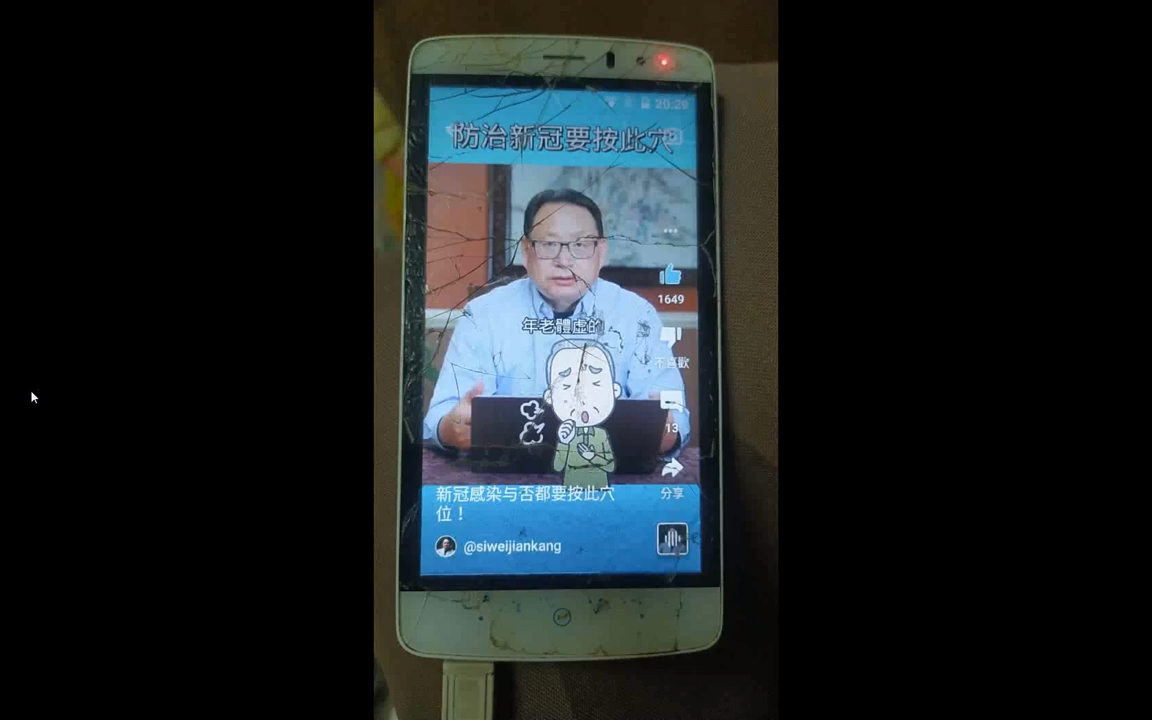 20:29
防治新冠要按此穴
1649
年老體虛的
不喜歡
13
分享
新冠感染与否都要按此穴
位！
@siweijiankang